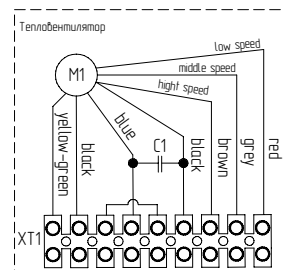 Тепловентилятор
low speed
M1
middle speed
hight speed
yellow-green
black
blue
C1
black
brown
grey
red
XT1